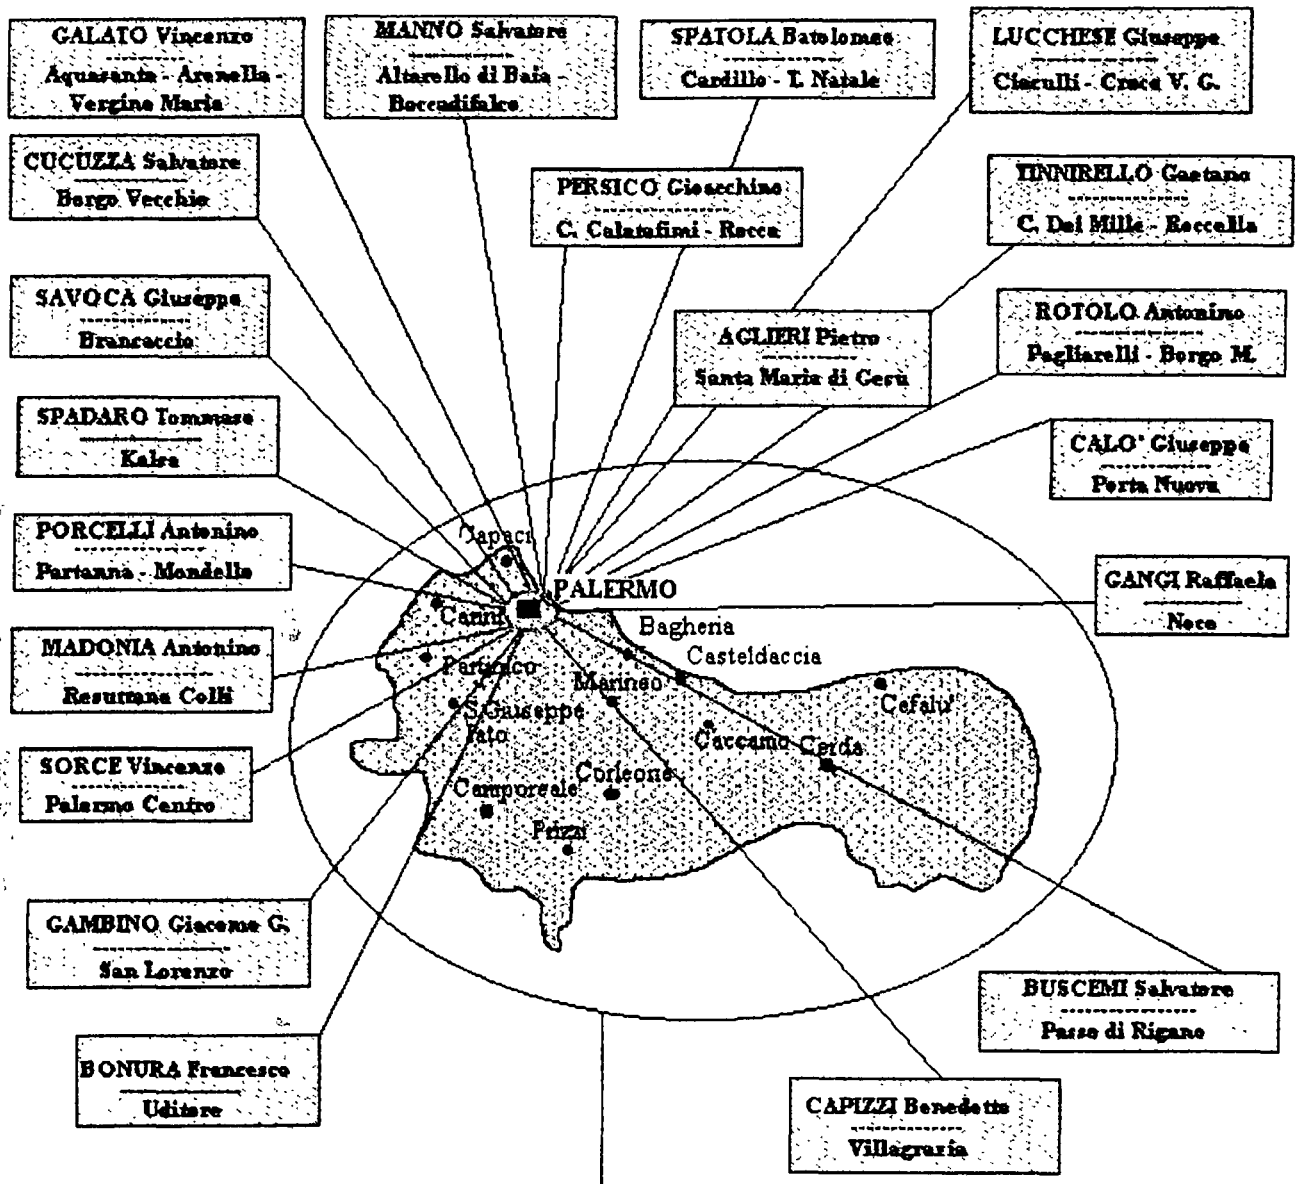 GALATO Vincenzo
Aquasanta - Arenella -
Vergine Maria
MANNO Salvatore
Altarello di Baia -
Boccadifalco
SPATOLA Batolomeo
Cardillo - T. Natale
LUCCHESE Giuseppe
Ciaculli - Croce V. G.
CUCUZZA Salvatore
Borgo Vecchio
PERSICO Gioacchino
C. Calatafimi - Rocca
TINNIRELLO Gaetano
C. Dei Mille - Roccella
SAVOCA Giuseppe
Brancaccio
AGLIERI Pietro
Santa Maria di Gesù
ROTOLO Antonino
Pagliarelli - Borgo M.
SPADARO Tommaso
Kalsa
CALO' Giuseppe
Porta Nuova
PORCELLI Antonino
Partanna - Mondello
GANGI Raffaele
Noce
MADONIA Antonino
Resuttana Colli
SORCE Vincenzo
Palermo Centro
GAMBINO Giacomo G.
San Lorenzo
BONURA Francesco
Uditore
BUSCEMI Salvatore
Passo di Rigano
CAPIZZI Benedetto
Villagrazia
Capaci
PALERMO
Carini
Bagheria
Partinico
Casteldaccia
Marineo
S.Giuseppe
Jato
Cefalu'
Caccamo
Cerda
Corleone
Camporeale
Prizzi